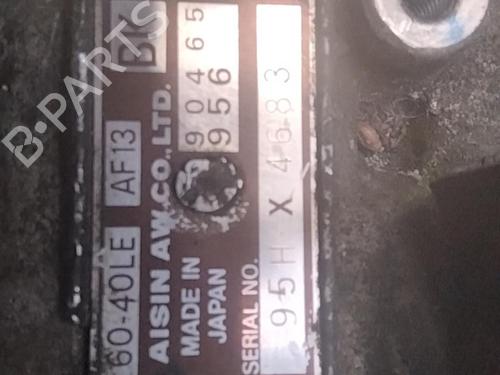 60-40LE AF13
AISIN AW.CO.,LTD.
MADE IN JAPAN 90465 956
SERIAL NO. 95H X 4683
B-PARTS